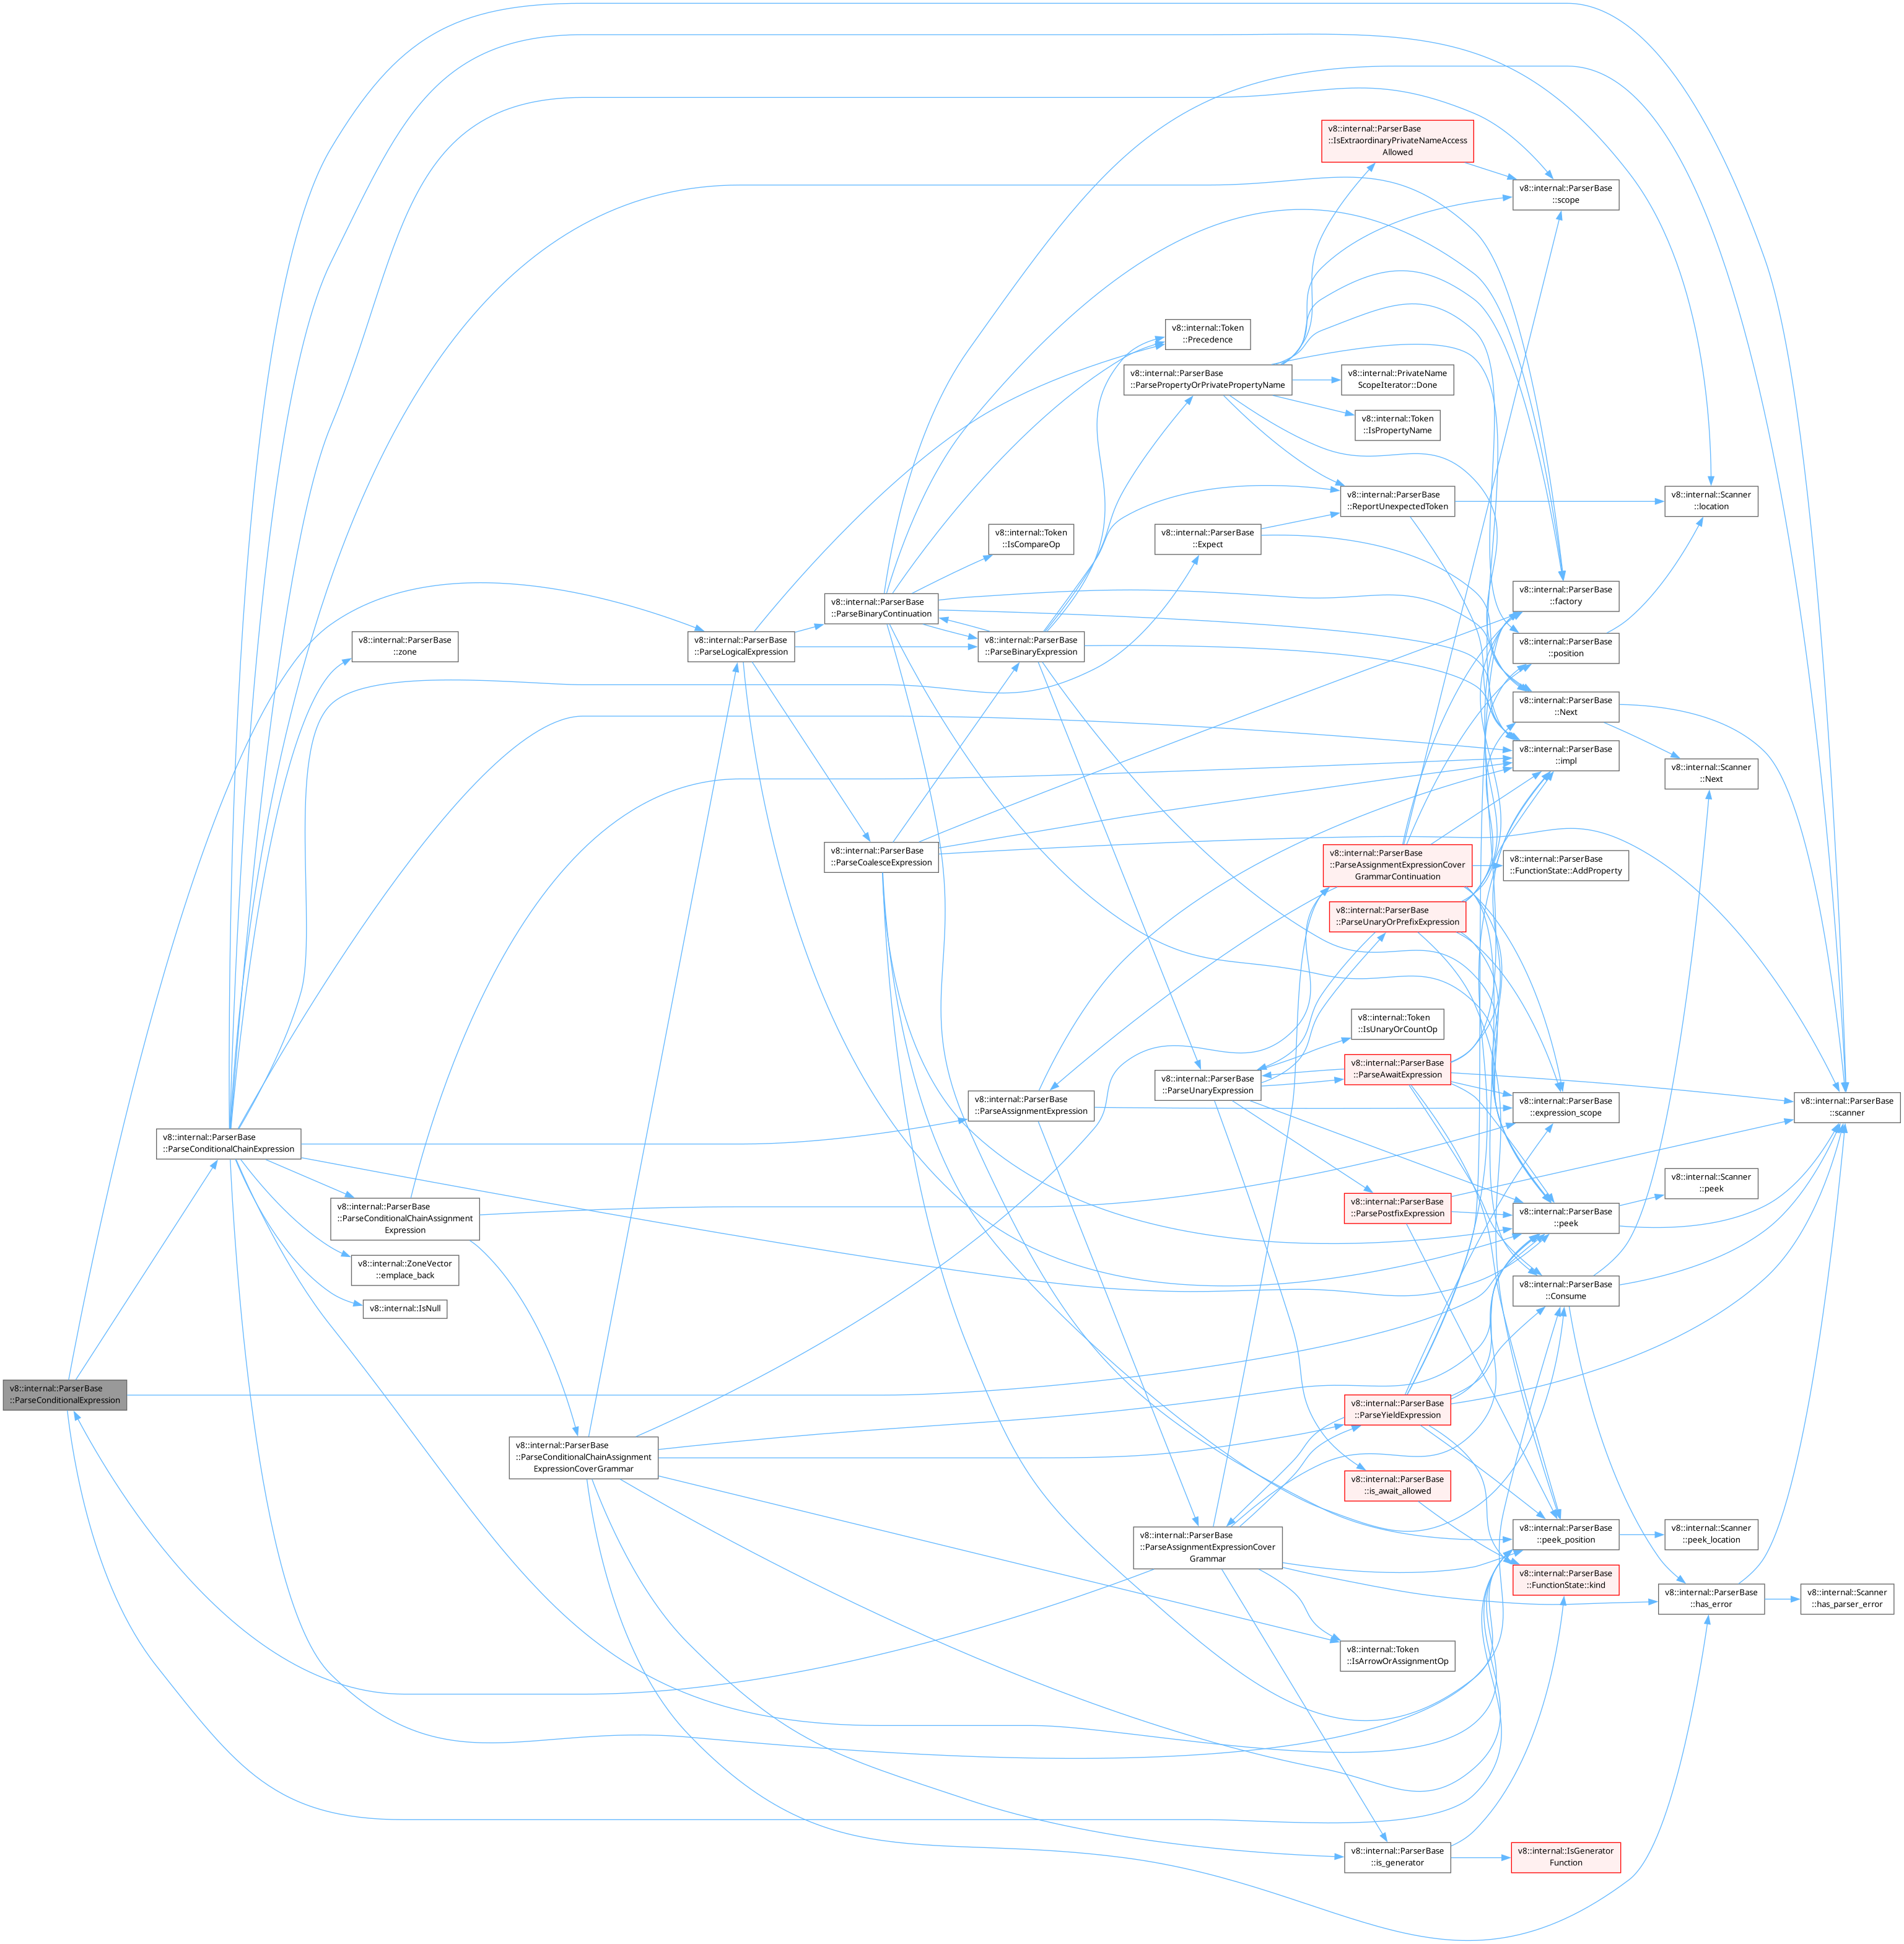 v8::internal::ParserBase
::ParseConditionalExpression
v8::internal::ParserBase
::ParseConditionalChainExpression
v8::internal::ParserBase
::zone
v8::internal::ParserBase
::ParseConditionalChainAssignment
Expression
v8::internal::ZoneVector
::emplace_back
v8::internal::IsNull
v8::internal::ParserBase
::ParseConditionalChainAssignment
ExpressionCoverGrammar
v8::internal::ParserBase
::ParseLogicalExpression
v8::internal::ParserBase
::ParseBinaryContinuation
v8::internal::ParserBase
::ParseCoalesceExpression
v8::internal::Token
::IsCompareOp
v8::internal::ParserBase
::ParseBinaryExpression
v8::internal::ParserBase
::ParseAssignmentExpression
v8::internal::Token
::Precedence
v8::internal::ParserBase
::ParsePropertyOrPrivatePropertyName
v8::internal::ParserBase
::Expect
v8::internal::ParserBase
::ParseUnaryExpression
v8::internal::ParserBase
::ParseAssignmentExpressionCover
Grammar
v8::internal::ParserBase
::IsExtraordinaryPrivateNameAccess
Allowed
v8::internal::PrivateName
ScopeIterator::Done
v8::internal::Token
::IsPropertyName
v8::internal::ParserBase
::ReportUnexpectedToken
v8::internal::ParserBase
::ParseAssignmentExpressionCover
GrammarContinuation
v8::internal::ParserBase
::ParseUnaryOrPrefixExpression
v8::internal::Token
::IsUnaryOrCountOp
v8::internal::ParserBase
::ParseAwaitExpression
v8::internal::ParserBase
::ParsePostfixExpression
v8::internal::ParserBase
::ParseYieldExpression
v8::internal::ParserBase
::is_await_allowed
v8::internal::Token
::IsArrowOrAssignmentOp
v8::internal::ParserBase
::is_generator
v8::internal::ParserBase
::scope
v8::internal::ParserBase
::factory
v8::internal::ParserBase
::position
v8::internal::ParserBase
::Next
v8::internal::ParserBase
::impl
v8::internal::ParserBase
::FunctionState::AddProperty
v8::internal::ParserBase
::expression_scope
v8::internal::ParserBase
::peek
v8::internal::ParserBase
::Consume
v8::internal::ParserBase
::peek_position
v8::internal::ParserBase
::FunctionState::kind
v8::internal::IsGenerator
Function
v8::internal::Scanner
::location
v8::internal::Scanner
::Next
v8::internal::Scanner
::peek
v8::internal::Scanner
::peek_location
v8::internal::ParserBase
::has_error
v8::internal::ParserBase
::scanner
v8::internal::Scanner
::has_parser_error